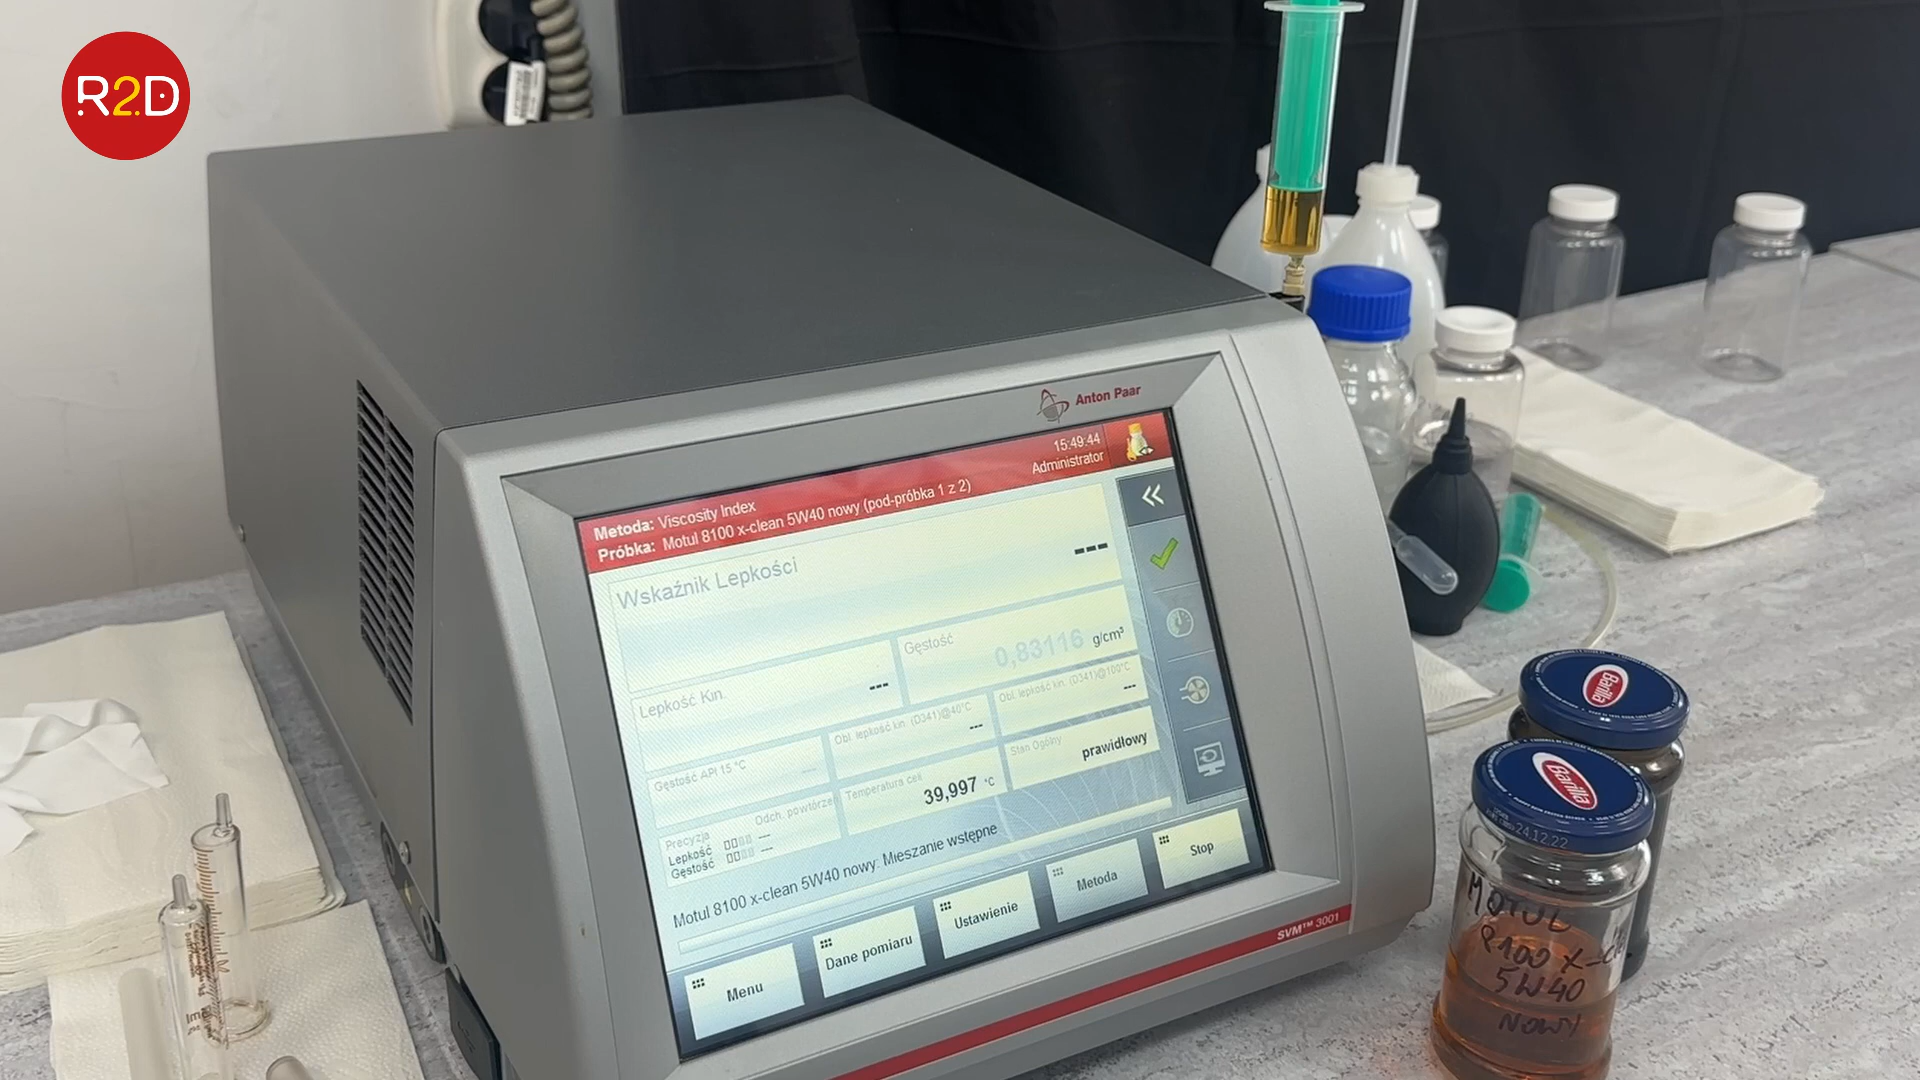 R2D
Anton Paar
15:49:44
Administrator
Metoda: Viscosity Index
Próbka: Motul 8100 x-clean 5W40 nowy (pod-próbka 1 z 2)
Wskaźnik Lepkości
---
Lepkość Kin.
---
Gęstość
0,83116 g/cm³
Gęstość API 15 °C
Obl. lepkość kin. (D341)@40°C
---
Obl. lepkość kin. (D341)@100°C
---
Precyzja
Odch. powtórze
Lepkość ---
Gęstość ---
Temperatura celi
39,997 °C
Stan Ogólny
prawidłowy
Motul 8100 x-clean 5W40 nowy: Mieszanie wstępne
Menu
Dane pomiaru
Ustawienie
Metoda
Stop
SVM™ 3001
Barilla
Barilla
24.12.22
MOTUL
8100 X-CL
5W40
NOWY